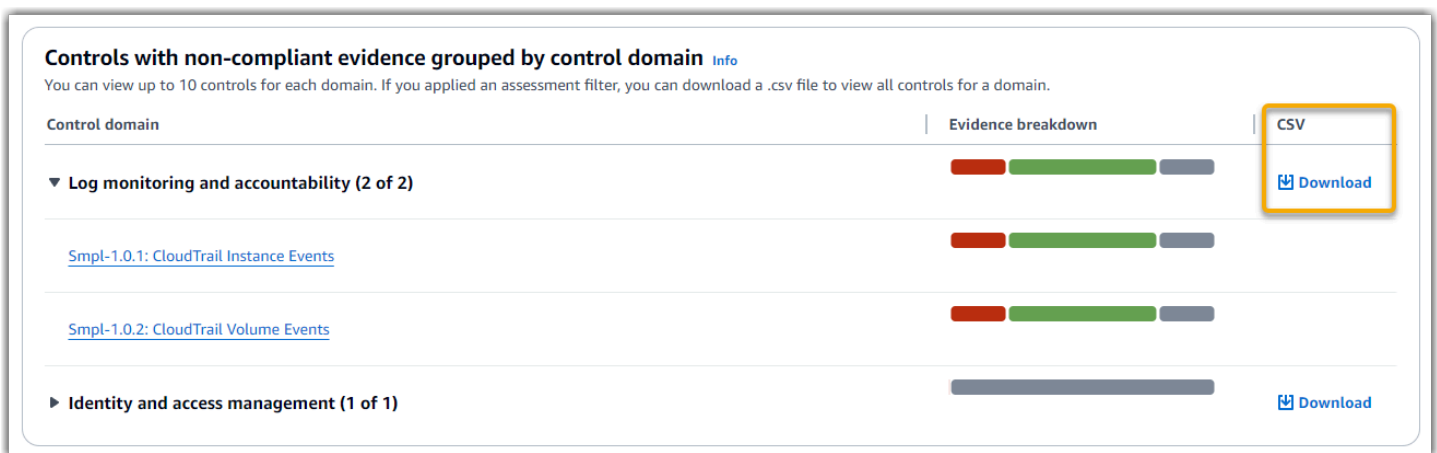 Controls with non-compliant evidence grouped by control domain Info
You can view up to 10 controls for each domain. If you applied an assessment filter, you can download a .csv file to view all controls for a domain.
Control domain Evidence breakdown CSV
Log monitoring and accountability (2 of 2) Download
Smpl-1.0.1: CloudTrail Instance Events
Smpl-1.0.2: CloudTrail Volume Events
Identity and access management (1 of 1) Download